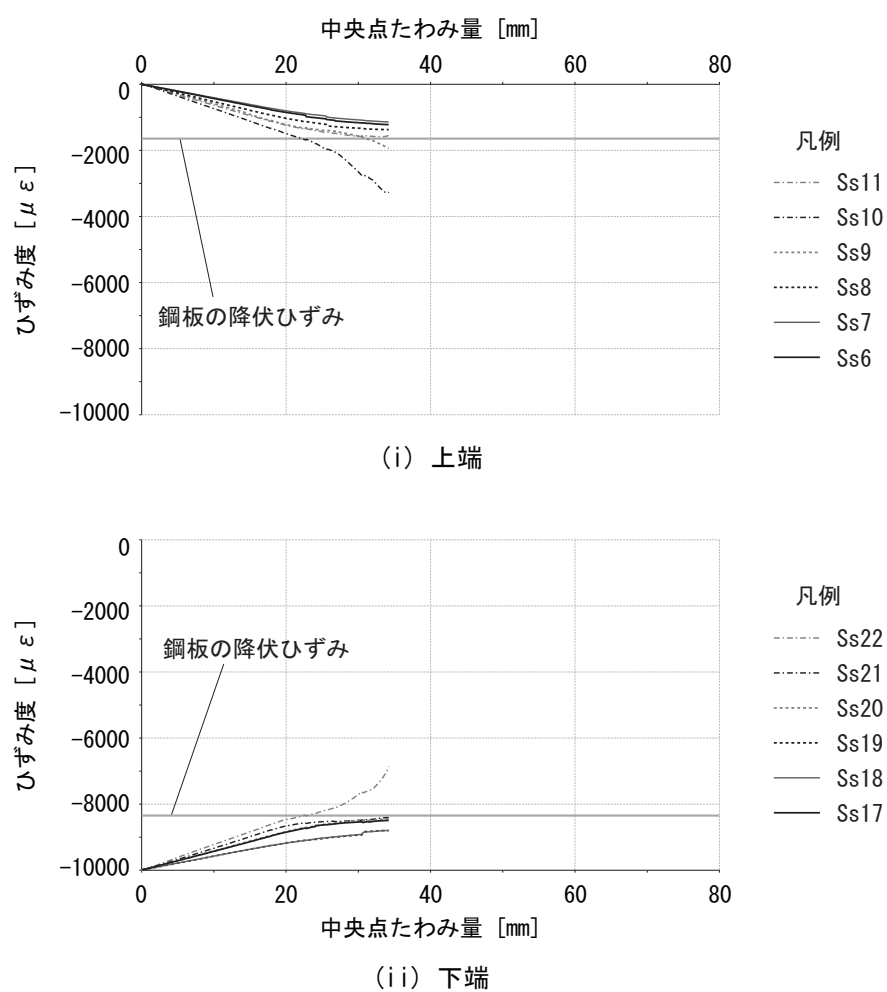 中央点たわみ量 [mm]
0 20 40 60 80
0
-2000
-4000
-6000
-8000
-10000
ひずみ度 [με]
鋼板の降伏ひずみ
凡例
Ss11
Ss10
Ss9
Ss8
Ss7
Ss6
(i) 上端
0
-2000
-4000
-6000
-8000
-10000
ひずみ度 [με]
鋼板の降伏ひずみ
凡例
Ss22
Ss21
Ss20
Ss19
Ss18
Ss17
0 20 40 60 80
中央点たわみ量 [mm]
(ii) 下端